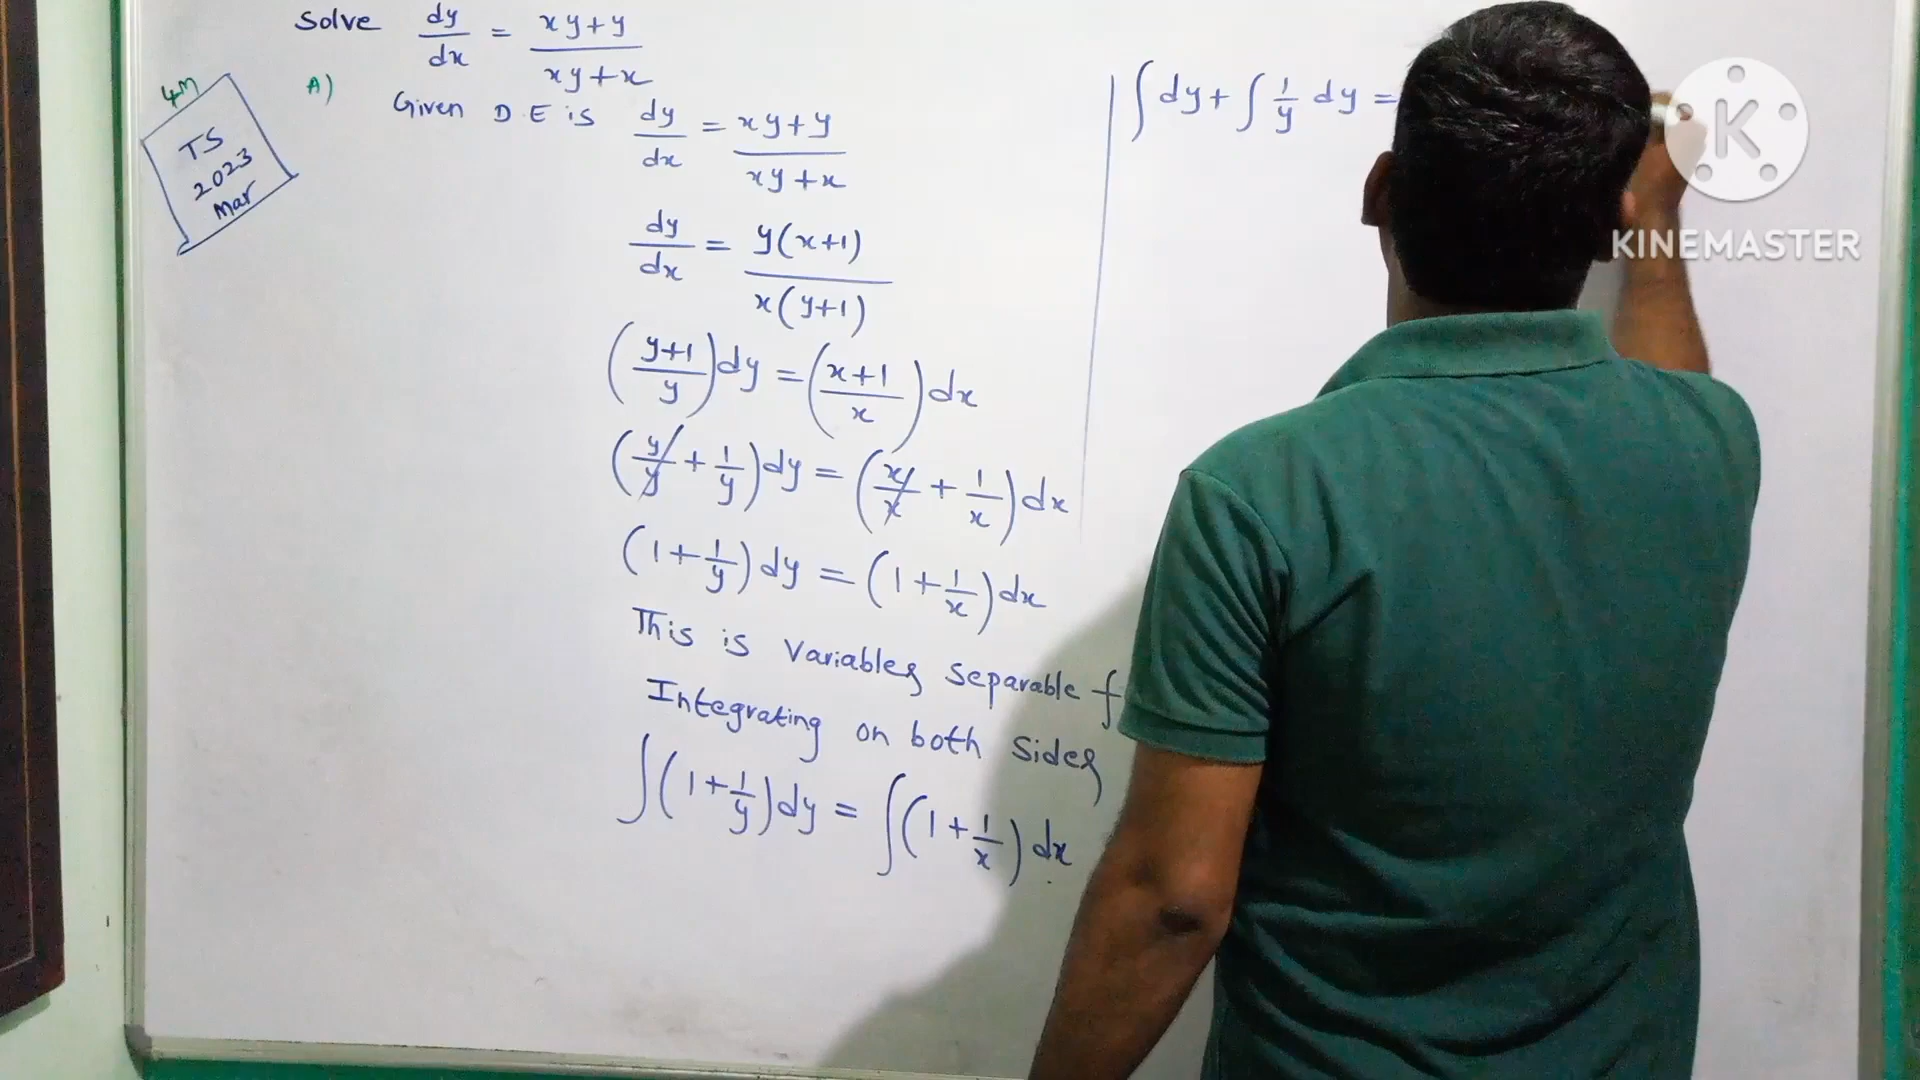 Solve dy/dx = xy+y / xy+x
4M
TS
2023
Mar
A) Given D.E is dy/dx = xy+y / xy+x
dy/dx = y(x+1) / x(y+1)
(y+1 / y) dy = (x+1 / x) dx
(y/y + 1/y) dy = (x/x + 1/x) dx
(1 + 1/y) dy = (1 + 1/x) dx
This is Variables separable
Integrating on both Sides
∫(1 + 1/y) dy = ∫(1 + 1/x) dx
∫ dy + ∫ 1/y dy =
K
KINEMASTER